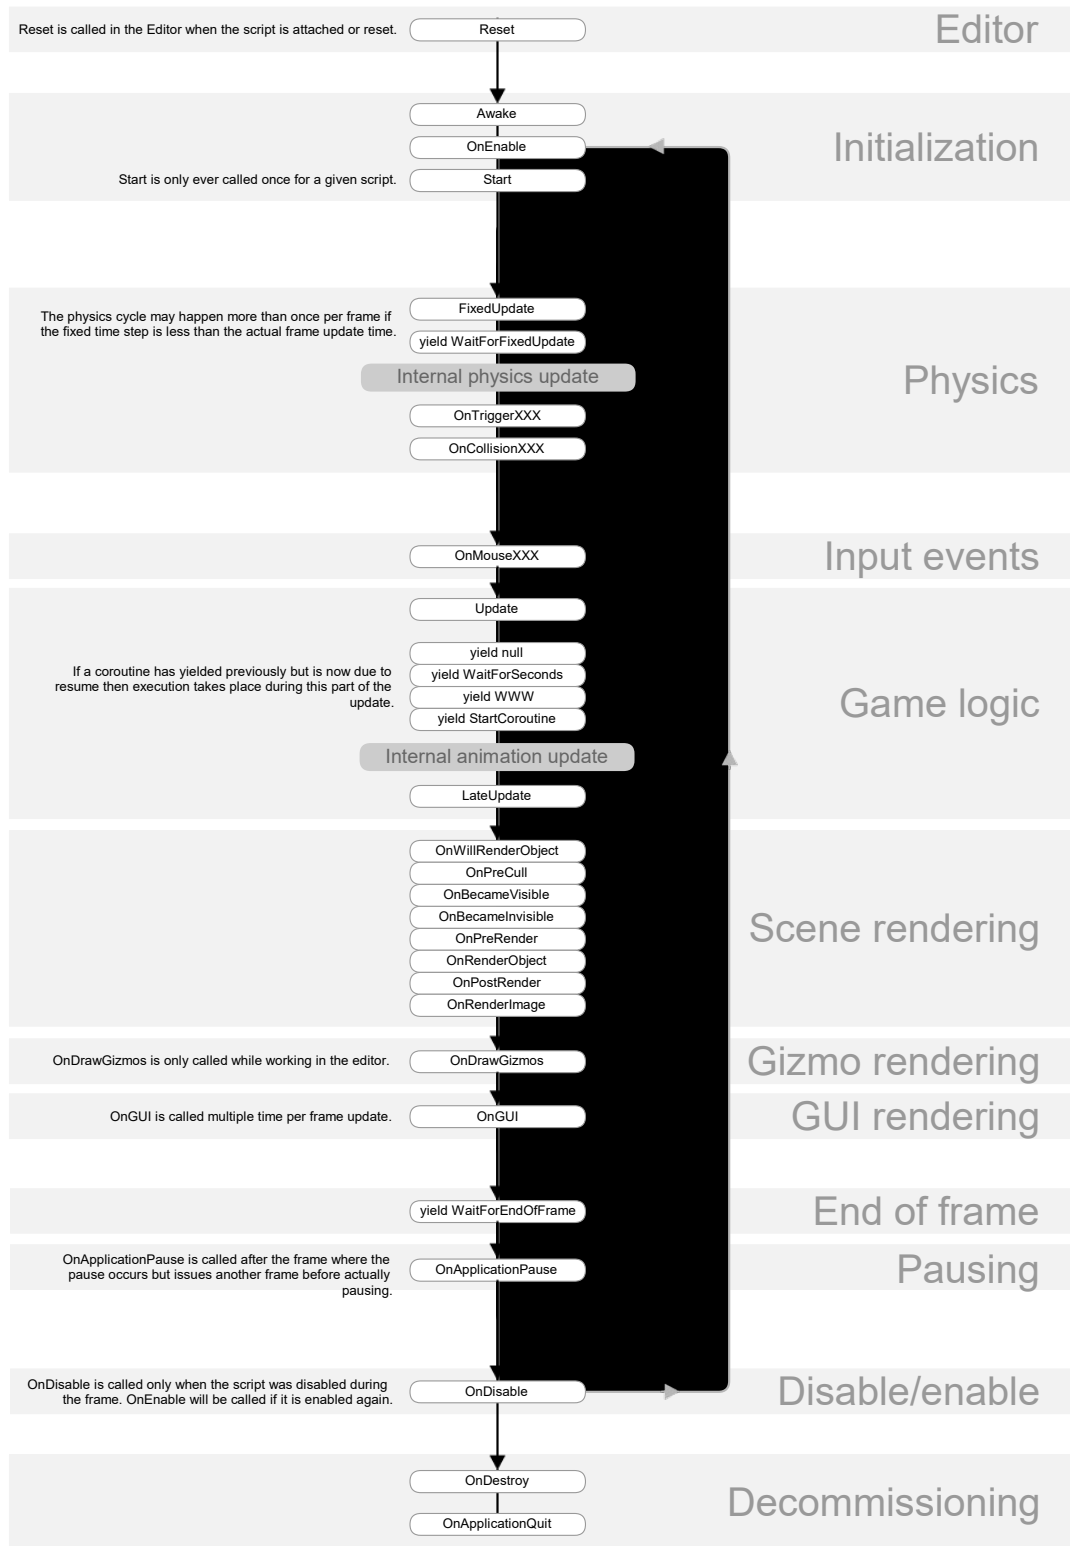 Reset is called in the Editor when the script is attached or reset.
Reset
Editor
Awake
OnEnable
Initialization
Start is only ever called once for a given script.
Start
The physics cycle may happen more than once per frame if
the fixed time step is less than the actual frame update time.
FixedUpdate
yield WaitForFixedUpdate
Internal physics update
Physics
OnTriggerXXX
OnCollisionXXX
OnMouseXXX
Input events
Update
yield null
If a coroutine has yielded previously but is now due to
resume then execution takes place during this part of the
update.
yield WaitForSeconds
yield WWW
yield StartCoroutine
Game logic
Internal animation update
LateUpdate
OnWillRenderObject
OnPreCull
OnBecameVisible
OnBecameInvisible
OnPreRender
OnRenderObject
OnPostRender
OnRenderImage
Scene rendering
OnDrawGizmos is only called while working in the editor.
OnDrawGizmos
Gizmo rendering
OnGUI is called multiple time per frame update.
OnGUI
GUI rendering
yield WaitForEndOfFrame
End of frame
OnApplicationPause is called after the frame where the
pause occurs but issues another frame before actually
pausing.
OnApplicationPause
Pausing
OnDisable is called only when the script was disabled during
the frame. OnEnable will be called if it is enabled again.
OnDisable
Disable/enable
OnDestroy
Decommissioning
OnApplicationQuit